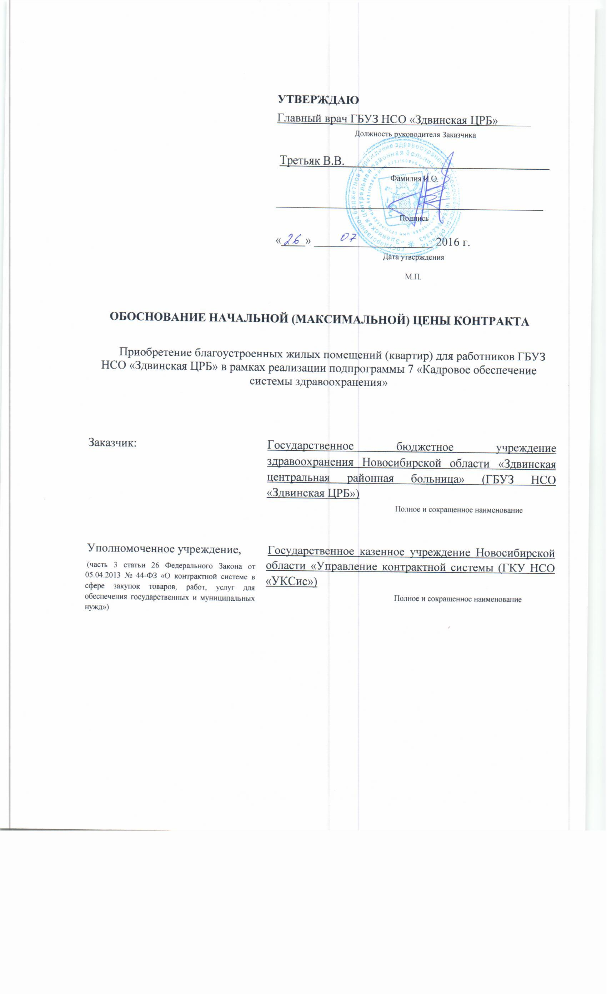 УТВЕРЖДАЮ
Главный врач ГБУЗ НСО «Здвинская ЦРБ»
Должность руководителя Заказчика
Третьяк В.В.
Фамилия И.О.
Подпись
«26» 07 2016 г.
Дата утверждения
М.П.
ОБОСНОВАНИЕ НАЧАЛЬНОЙ (МАКСИМАЛЬНОЙ) ЦЕНЫ КОНТРАКТА
Приобретение благоустроенных жилых помещений (квартир) для работников ГБУЗ
НСО «Здвинская ЦРБ» в рамках реализации подпрограммы 7 «Кадровое обеспечение
системы здравоохранения»
Заказчик:
Государственное бюджетное учреждение
здравоохранения Новосибирской области «Здвинская
центральная районная больница» (ГБУЗ НСО
«Здвинская ЦРБ»)
Полное и сокращенное наименование
Уполномоченное учреждение,
(часть 3 статьи 26 Федерального Закона от
05.04.2013 № 44-ФЗ «О контрактной системе в
сфере закупок товаров, работ, услуг для
обеспечения государственных и муниципальных
нужд»)
Государственное казенное учреждение Новосибирской
области «Управление контрактной системы (ГКУ НСО
«УКСис»)
Полное и сокращенное наименование